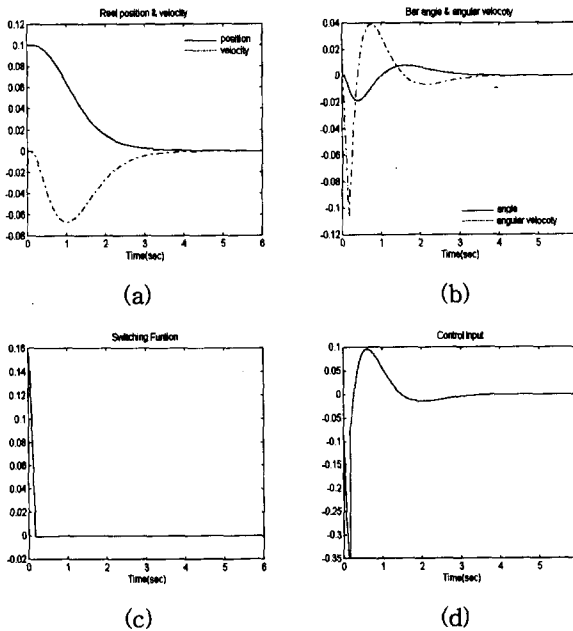 Reel position & velocity
position
velocity
0.12
0.1
0.08
0.06
0.04
0.02
0
-0.02
-0.04
-0.06
-0.08
0 1 2 3 4 5 6
Time(sec)
(a)
Bar angle & angular velocoty
0.04
0.02
0
-0.02
-0.04
-0.06
-0.08
-0.1
-0.12
angle
angular velocoty
0 1 2 3 4 5
Time(sec)
(b)
Switching Funtion
0.16
0.14
0.12
0.1
0.08
0.06
0.04
0.02
0
-0.02
0 1 2 3 4 5 6
Time(sec)
(c)
Control Input
0.1
0.05
0
-0.05
-0.1
-0.15
-0.2
-0.25
-0.3
-0.35
0 1 2 3 4 5
Time(sec)
(d)